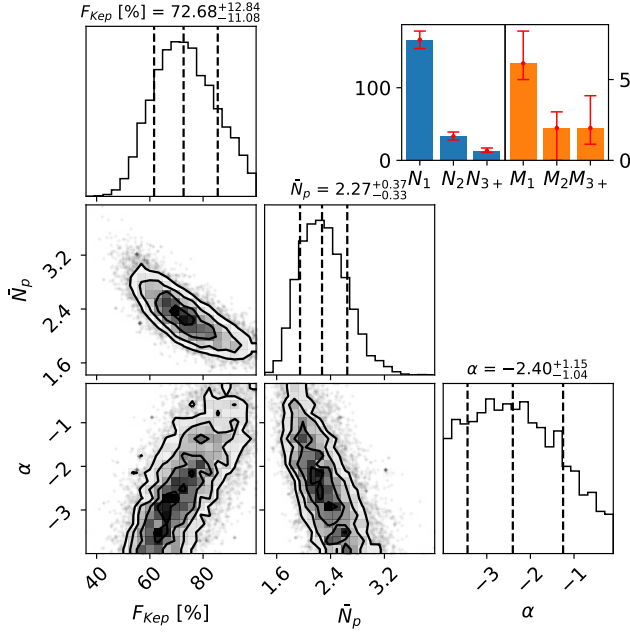 F_Kep [%] = 72.68 +12.84 −11.08
100
0
5
0
N_1 N_2 N_3+ M_1 M_2 M_3+
N̄_p = 2.27 +0.37 −0.33
N̄_p
3.2
2.4
1.6
α = −2.40 +1.15 −1.04
α
−1
−2
−3
40 60 80
F_Kep [%]
1.6 2.4 3.2
N̄_p
−3 −2 −1
α